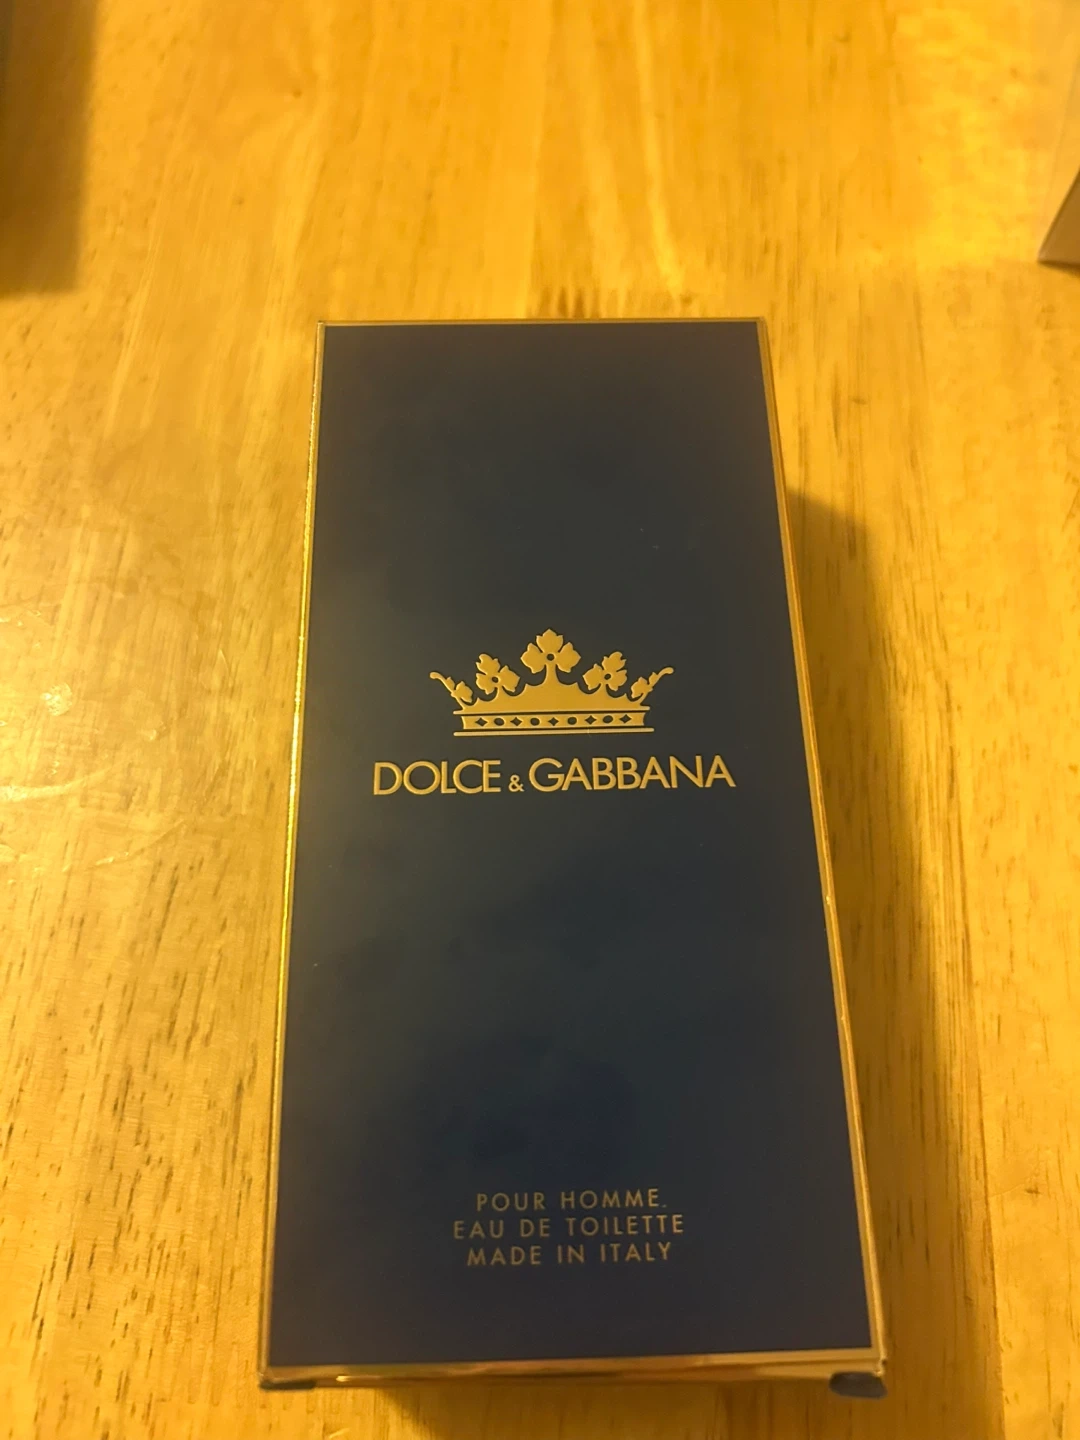 DOLCE & GABBANA
POUR HOMME.
EAU DE TOILETTE
MADE IN ITALY